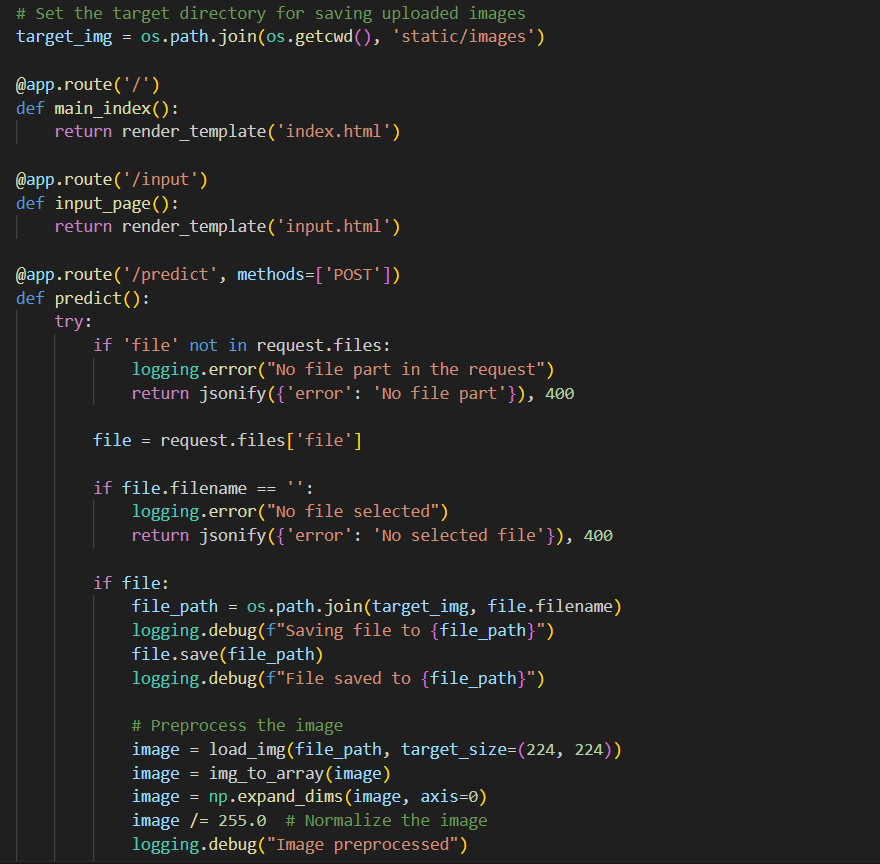 # Set the target directory for saving uploaded images
target_img = os.path.join(os.getcwd(), 'static/images')
@app.route('/')
def main_index():
    return render_template('index.html')
@app.route('/input')
def input_page():
    return render_template('input.html')
@app.route('/predict', methods=['POST'])
def predict():
    try:
        if 'file' not in request.files:
            logging.error("No file part in the request")
            return jsonify({'error': 'No file part'}), 400
        file = request.files['file']
        if file.filename == '':
            logging.error("No file selected")
            return jsonify({'error': 'No selected file'}), 400
        if file:
            file_path = os.path.join(target_img, file.filename)
            logging.debug(f"Saving file to {file_path}")
            file.save(file_path)
            logging.debug(f"File saved to {file_path}")
            # Preprocess the image
            image = load_img(file_path, target_size=(224, 224))
            image = img_to_array(image)
            image = np.expand_dims(image, axis=0)
            image /= 255.0  # Normalize the image
            logging.debug("Image preprocessed")